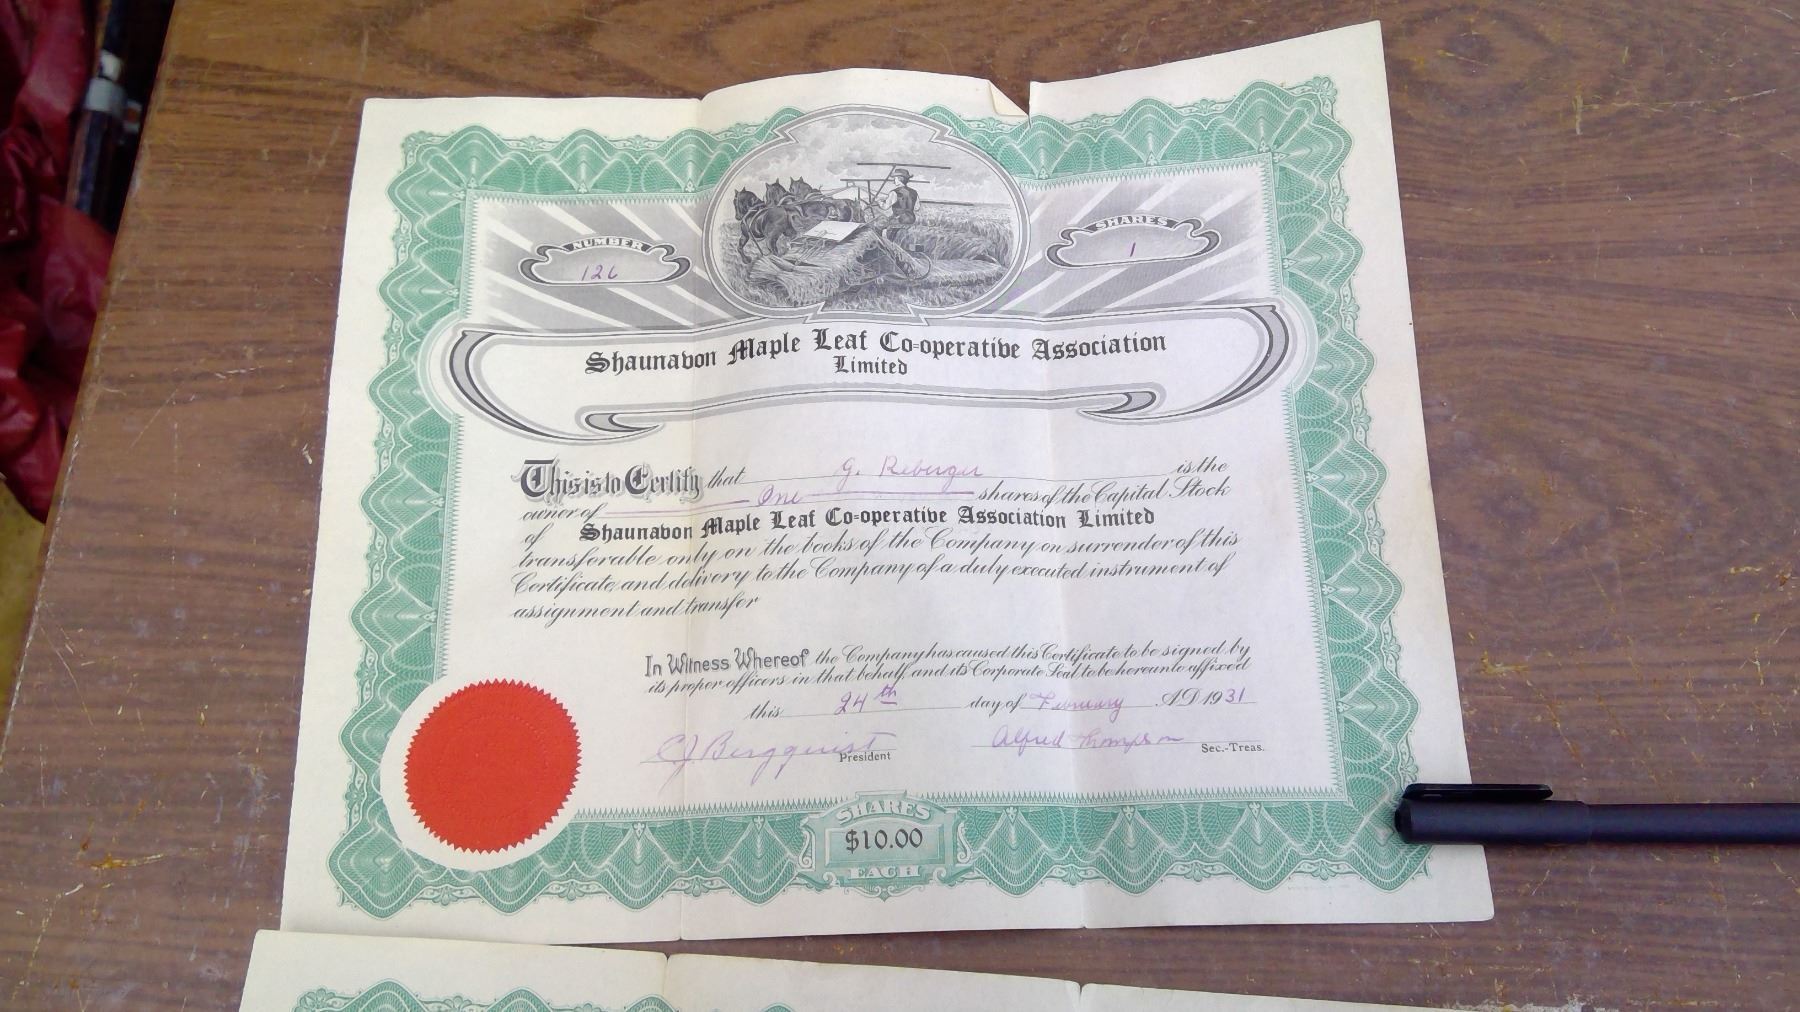 NUMBER
126
SHARES
1
Shaunavon Maple Leaf Co-operative Association
Limited
This is to Certify that G. Reberger is the
owner of One shares of the Capital Stock
of Shaunavon Maple Leaf Co-operative Association Limited
transferable only on the books of the Company on surrender of this
Certificate and delivery to the Company of a duly executed instrument of
assignment and transfer
In Witness Whereof the Company has caused this Certificate to be signed by
its proper officers in that behalf and its Corporate Seal to be hereunto affixed
this 24th day of February A.D. 1931
C J Bergquist
President
Alfred Thompson
Sec.-Treas.
SHARES
$10.00
EACH